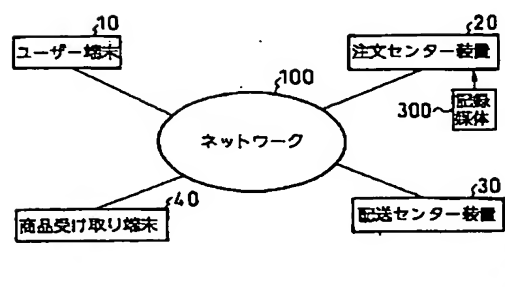 10
ユーザー端末
20
注文センター装置
100
300
記録
媒体
ネットワーク
40
商品受け取り端末
30
配送センター装置